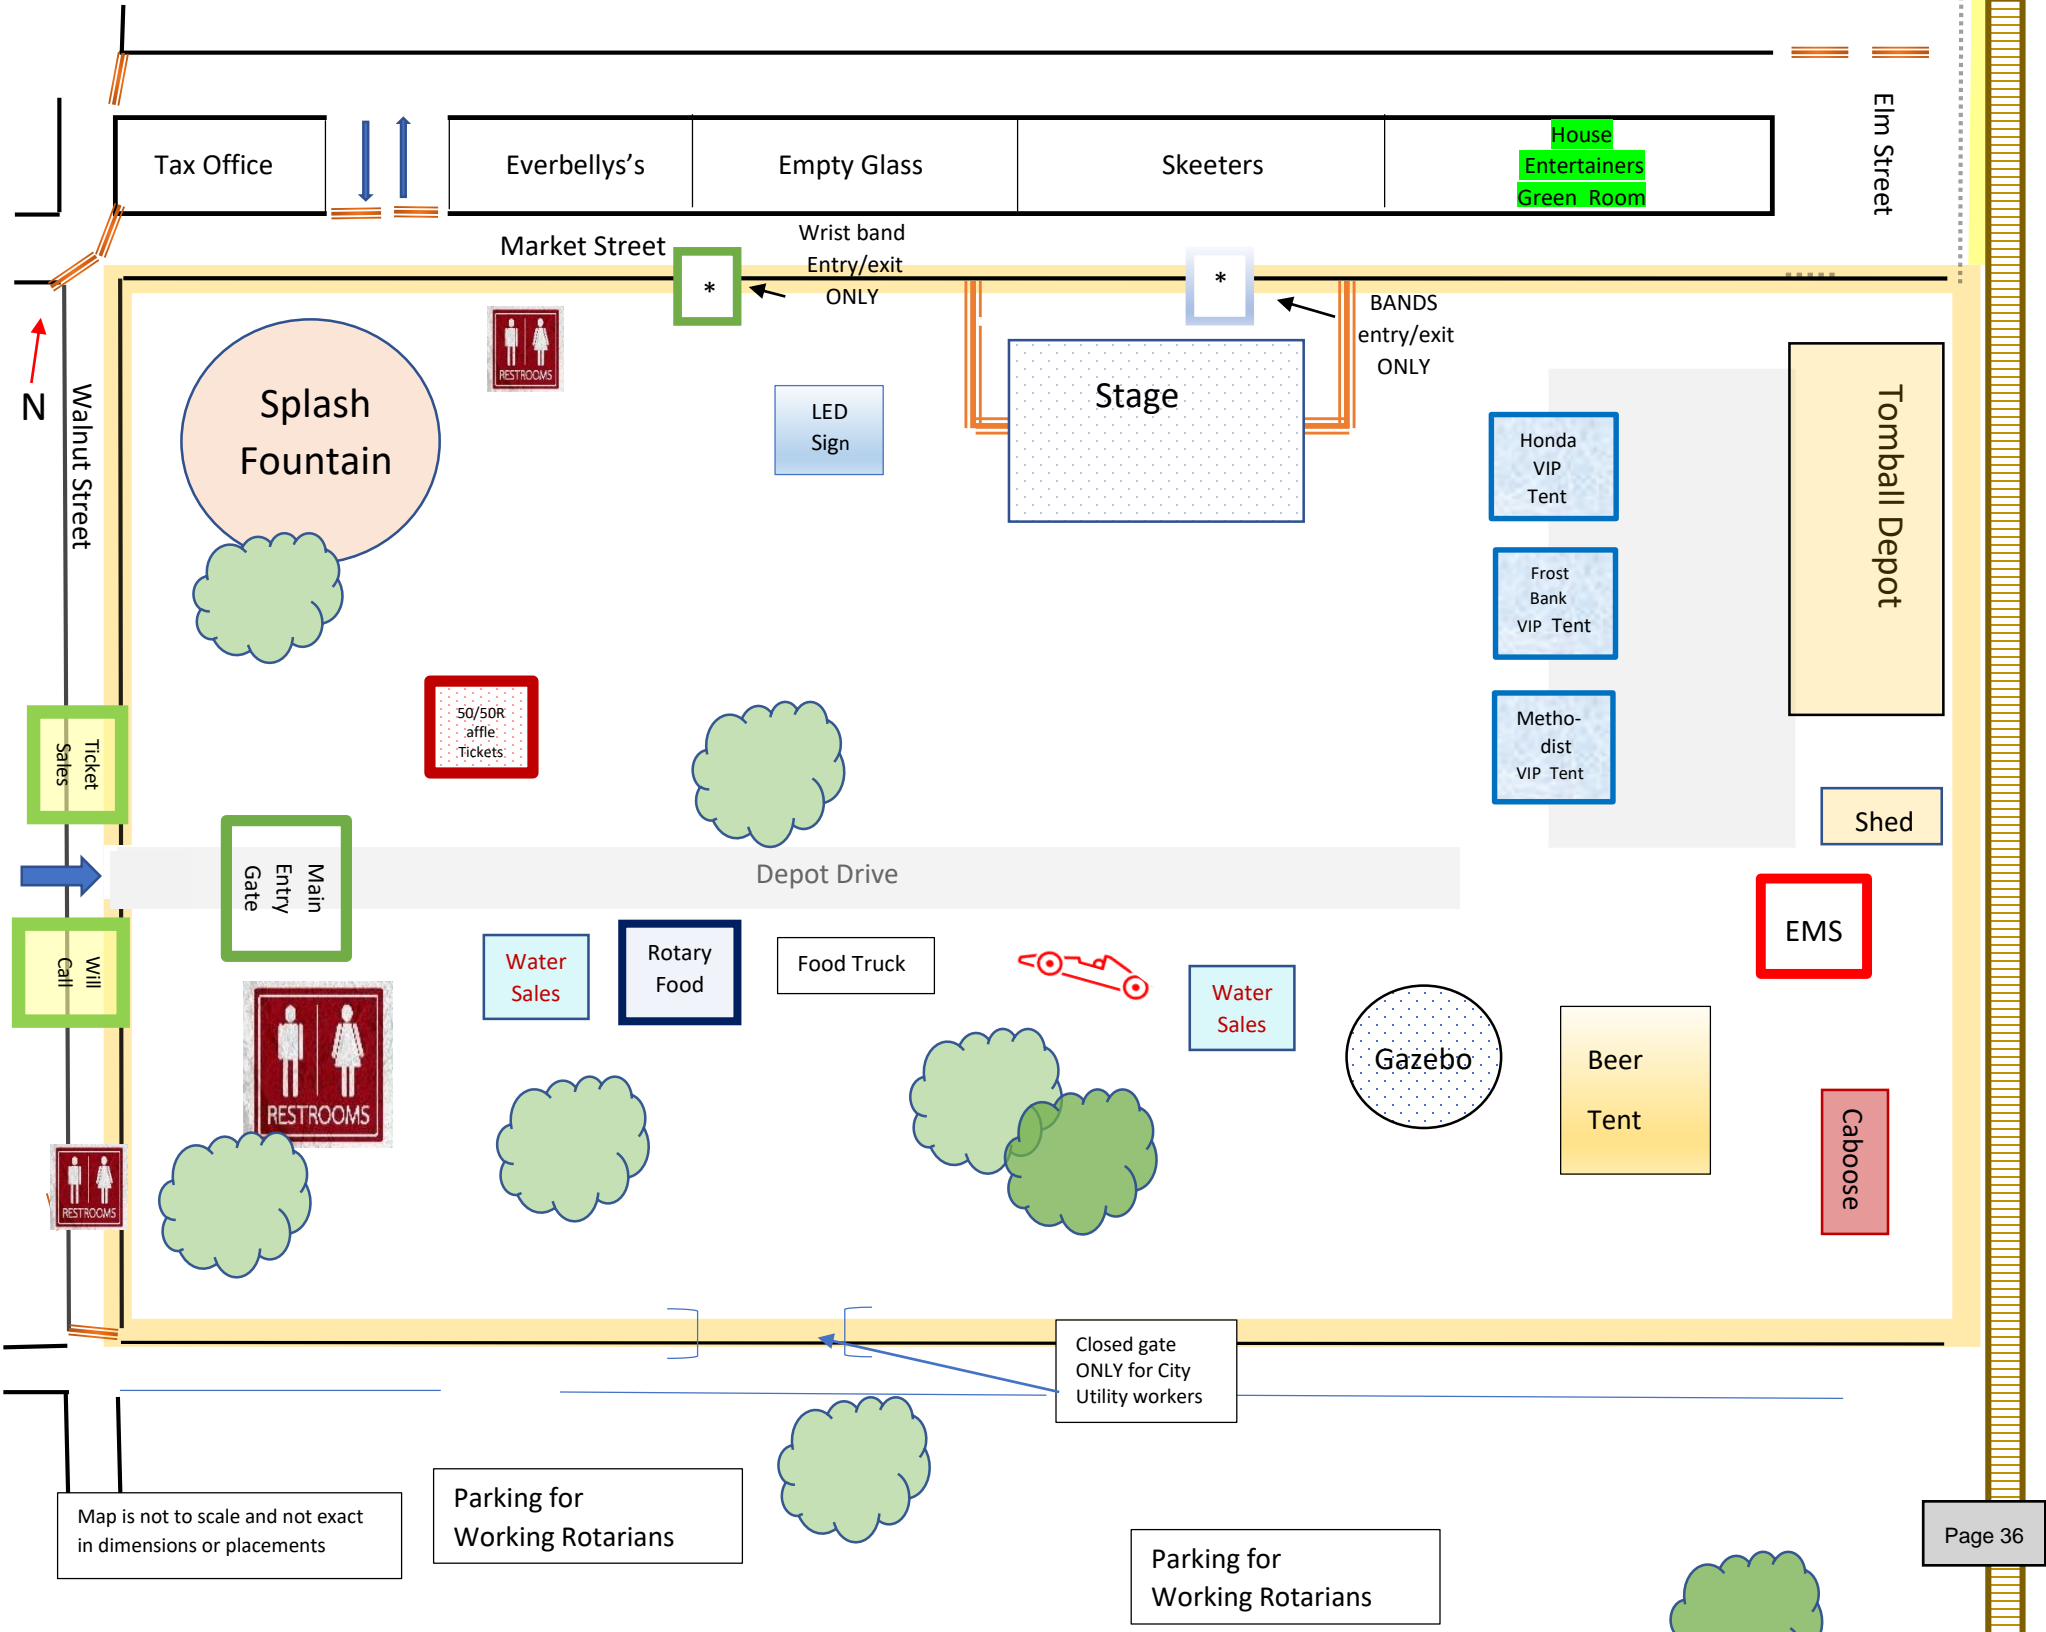 Tax Office
Everbellys's
Empty Glass
Skeeters
House
Entertainers
Green Room
Elm Street
Market Street
Wrist band
Entry/exit
ONLY
*
*
BANDS
entry/exit
ONLY
N
Walnut Street
Splash
Fountain
RESTROOMS
LED
Sign
Stage
Honda
VIP
Tent
Tomball Depot
Frost
Bank
VIP Tent
50/50R
affle
Tickets
Metho-
dist
VIP Tent
Ticket
Sales
Shed
Main
Entry
Gate
Depot Drive
Will
Call
Water
Sales
Rotary
Food
Food Truck
Water
Sales
EMS
Gazebo
Beer
Tent
RESTROOMS
Caboose
RESTROOMS
Closed gate
ONLY for City
Utility workers
Map is not to scale and not exact
in dimensions or placements
Parking for
Working Rotarians
Parking for
Working Rotarians
Page 36